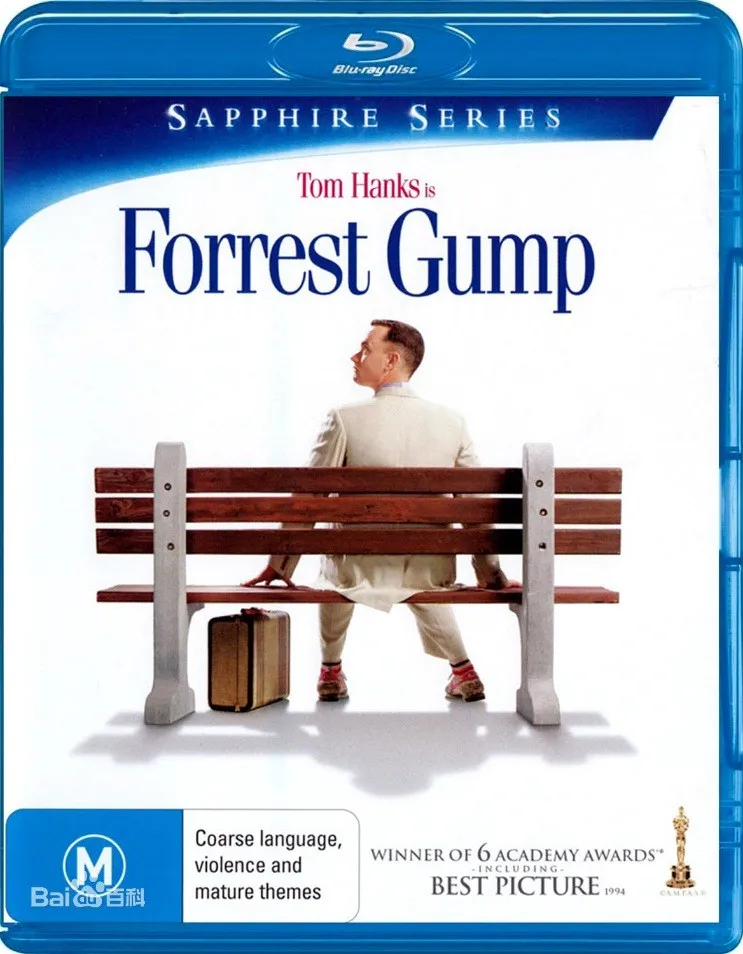 Blu-ray Disc
SAPPHIRE SERIES
Tom Hanks is
Forrest Gump
M
Coarse language,
violence and
mature themes
WINNER OF 6 ACADEMY AWARDS®
-INCLUDING-
BEST PICTURE 1994
©A.M.P.A.S.®
Bai百科